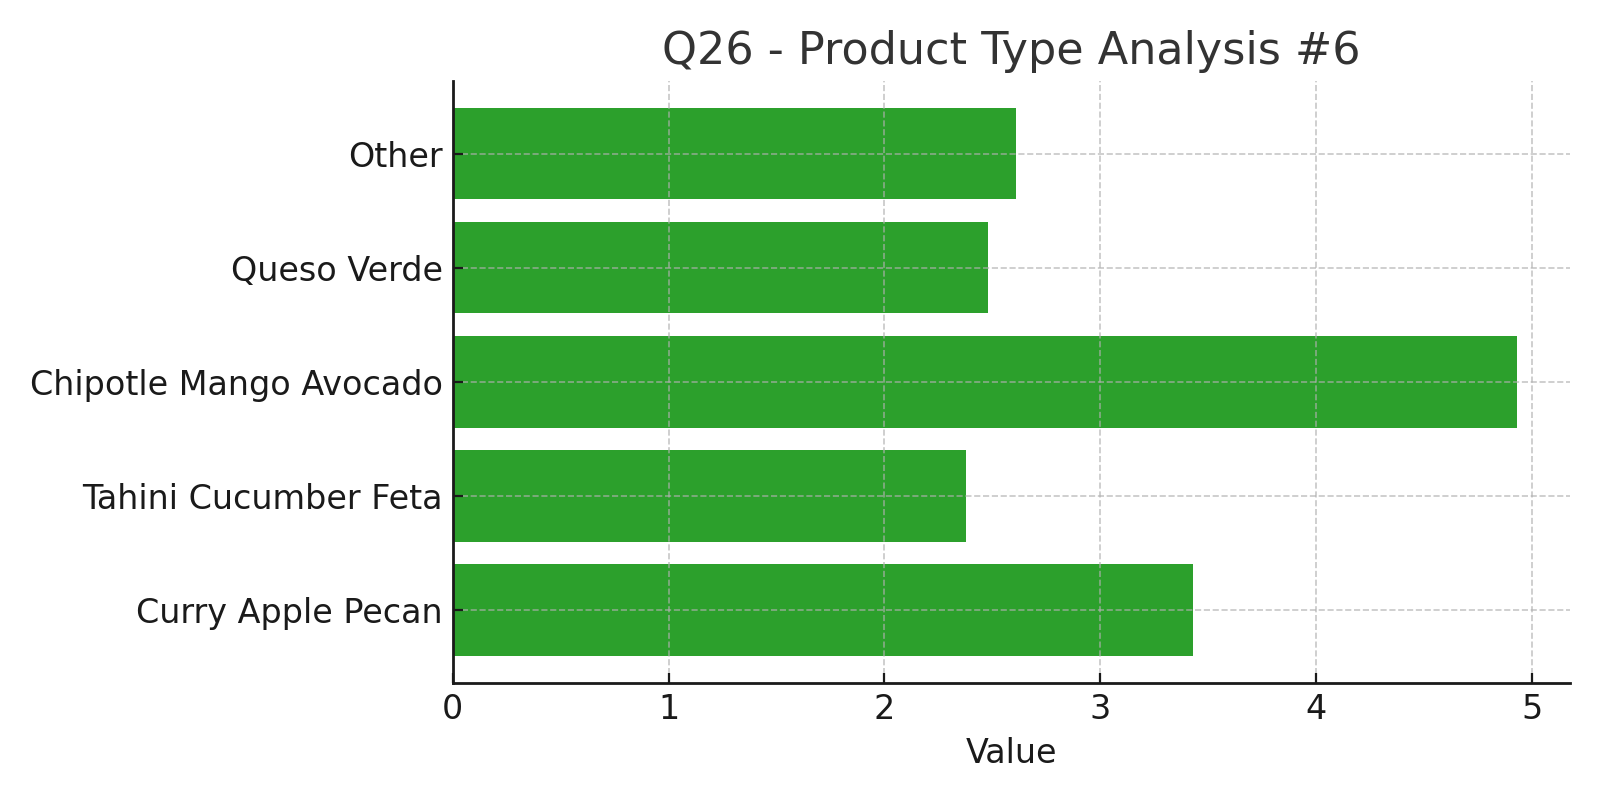 Q26 - Product Type Analysis #6
Other
Queso Verde
Chipotle Mango Avocado
Tahini Cucumber Feta
Curry Apple Pecan
0 1 2 3 4 5
Value